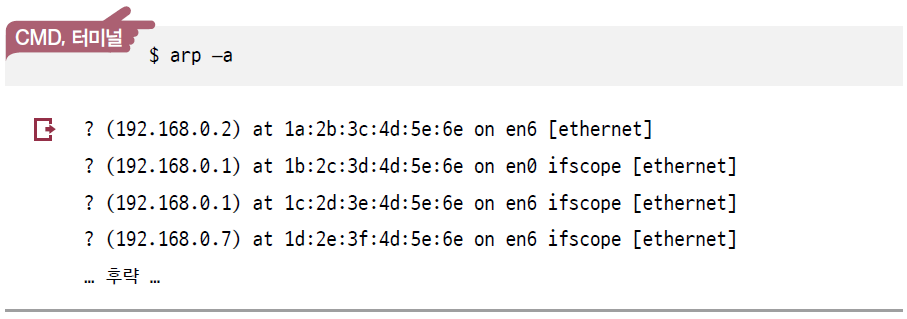 CMD, 터미널
$ arp –a
? (192.168.0.2) at 1a:2b:3c:4d:5e:6e on en6 [ethernet]
? (192.168.0.1) at 1b:2c:3d:4d:5e:6e on en0 ifscope [ethernet]
? (192.168.0.1) at 1c:2d:3e:4d:5e:6e on en6 ifscope [ethernet]
? (192.168.0.7) at 1d:2e:3f:4d:5e:6e on en6 ifscope [ethernet]
… 후략 …